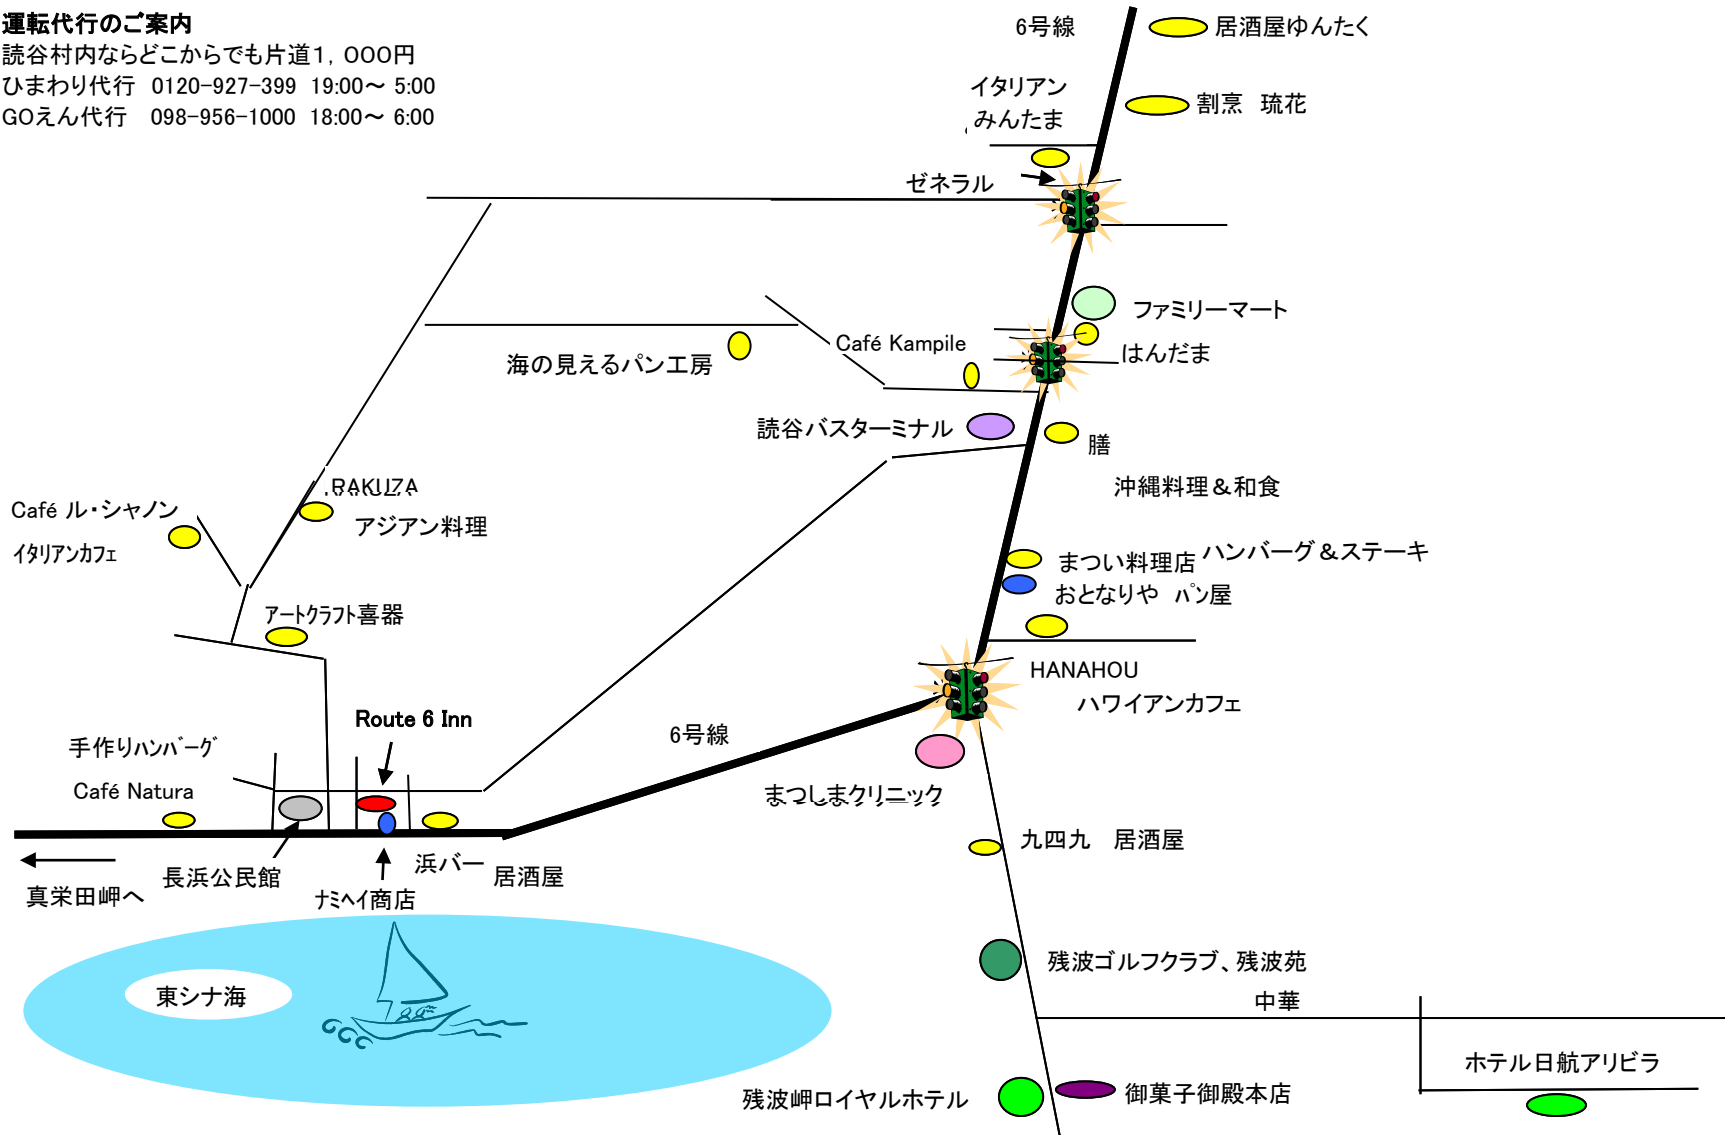 運転代行のご案内
読谷村内ならどこからでも片道1,000円
ひまわり代行 0120-927-399 19:00～ 5:00
GOえん代行 098-956-1000 18:00～ 6:00
6号線
居酒屋ゆんたく
イタリアン
みんたま
割烹 琉花
ゼネラル
ファミリーマート
はんだま
Café Kampile
海の見えるパン工房
読谷バスターミナル
膳
沖縄料理＆和食
RAKUZA
アジアン料理
Café ル・シャノン
イタリアンカフェ
まつい料理店
ハンバーグ＆ステーキ
おとなりや パン屋
アートクラフト喜器
HANAHOU
ハワイアンカフェ
Route 6 Inn
6号線
手作りハンバーグ
Café Natura
まつしまクリニック
九四九 居酒屋
長浜公民館
浜バー
居酒屋
真栄田岬へ
ナミヘイ商店
東シナ海
残波ゴルフクラブ、残波苑
中華
ホテル日航アリビラ
残波岬ロイヤルホテル
御菓子御殿本店